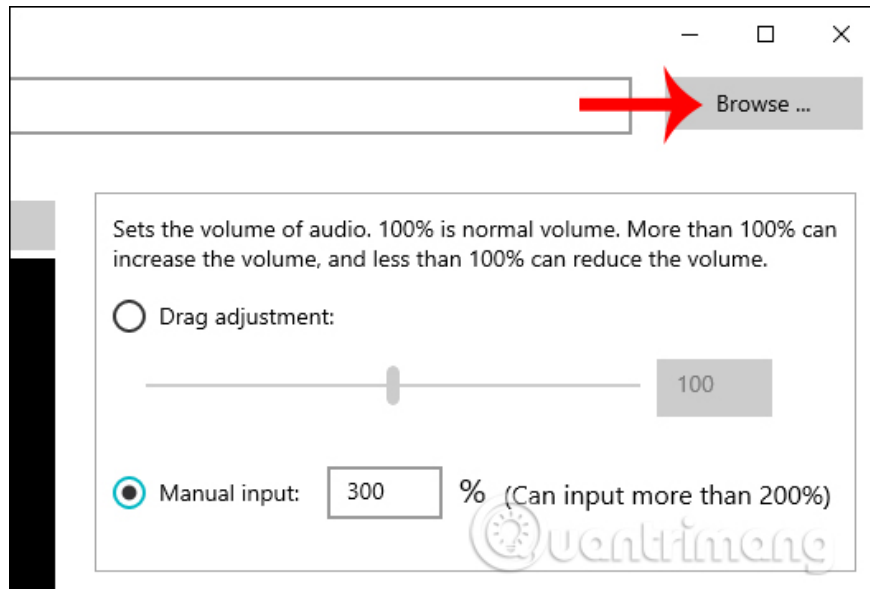 Browse ...
Sets the volume of audio. 100% is normal volume. More than 100% can
increase the volume, and less than 100% can reduce the volume.
Drag adjustment:
100
Manual input: 300 % (Can input more than 200%)
Quantrimang